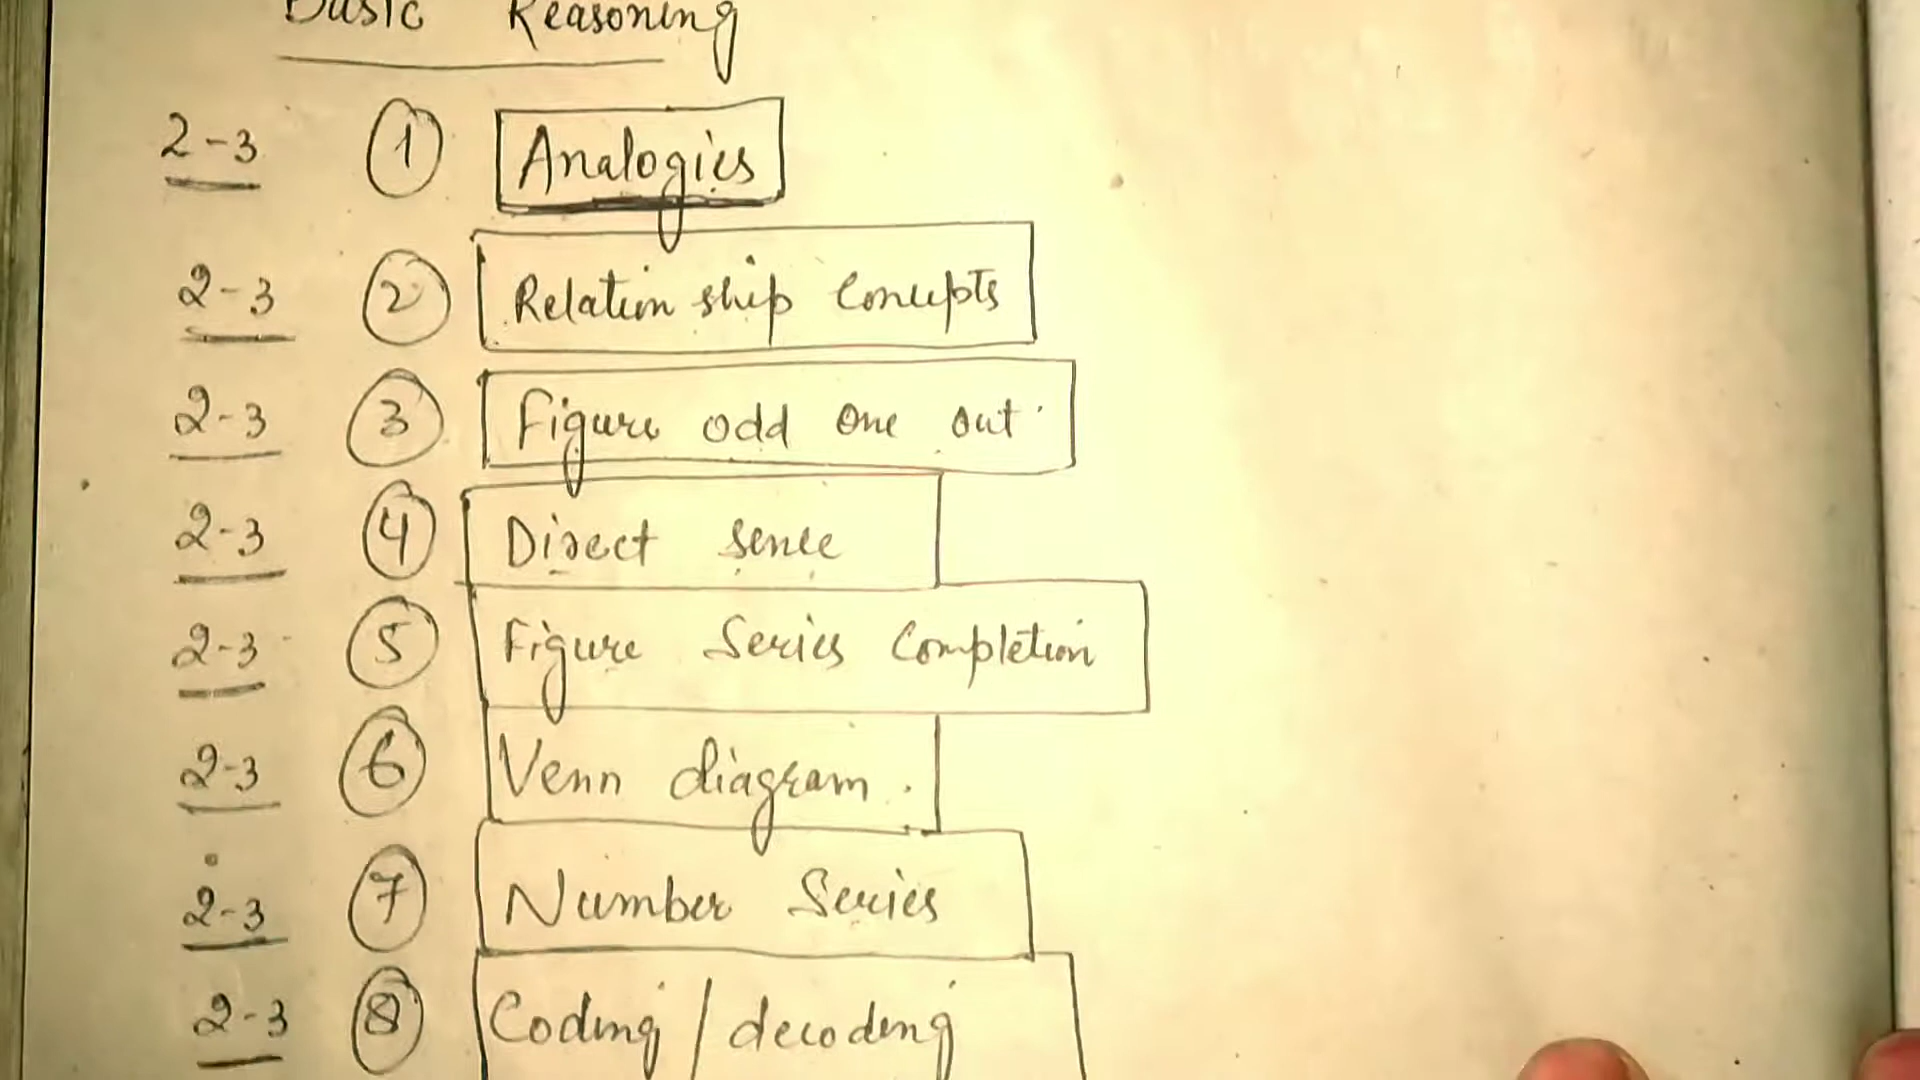 Basic Reasoning
2-3 1 Analogies
2-3 2 Relation ship Concepts
2-3 3 Figure odd one out
2-3 4 Direct sence
2-3 5 Figure Series Completion
2-3 6 Venn diagram.
2-3 7 Number Series
2-3 8 Coding / decoding